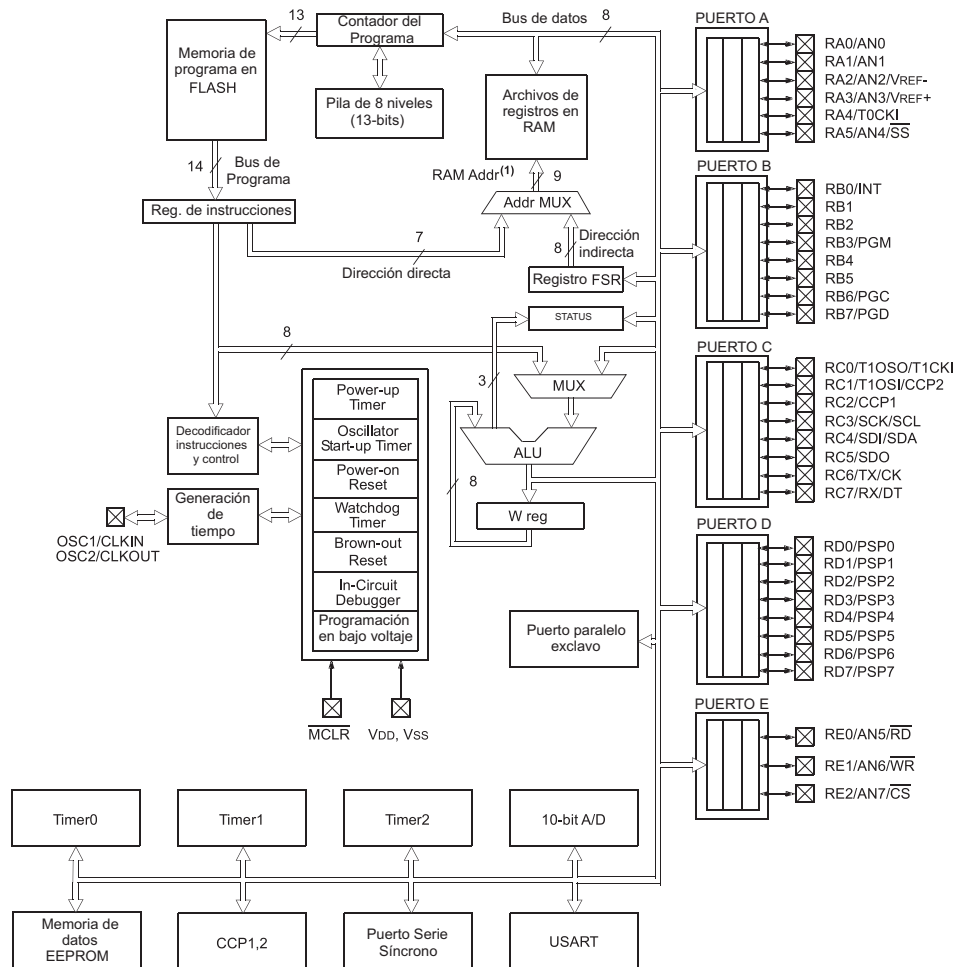 13
Contador del
Programa
Bus de datos
8
PUERTO A
Memoria de
programa en
FLASH
Pila de 8 niveles
(13-bits)
Archivos de
registros en
RAM
RA0/AN0
RA1/AN1
RA2/AN2/VREF-
RA3/AN3/VREF+
RA4/T0CKI
RA5/AN4/SS
14
Bus de
Programa
RAM Addr(1)
9
PUERTO B
Reg. de instrucciones
Addr MUX
7
Dirección directa
8
Dirección
indirecta
Registro FSR
RB0/INT
RB1
RB2
RB3/PGM
RB4
RB5
RB6/PGC
RB7/PGD
STATUS
8
3
MUX
PUERTO C
RC0/T1OSO/T1CKI
RC1/T1OSI/CCP2
RC2/CCP1
RC3/SCK/SCL
RC4/SDI/SDA
RC5/SDO
RC6/TX/CK
RC7/RX/DT
Power-up
Timer
Oscillator
Start-up Timer
Power-on
Reset
Watchdog
Timer
Brown-out
Reset
In-Circuit
Debugger
Programación
en bajo voltaje
Decodificador
instrucciones
y control
Generación
de
tiempo
OSC1/CLKIN
OSC2/CLKOUT
ALU
8
W reg
PUERTO D
RD0/PSP0
RD1/PSP1
RD2/PSP2
RD3/PSP3
RD4/PSP4
RD5/PSP5
RD6/PSP6
RD7/PSP7
Puerto paralelo
exclavo
MCLR
VDD, VSS
PUERTO E
RE0/AN5/RD
RE1/AN6/WR
RE2/AN7/CS
Timer0
Timer1
Timer2
10-bit A/D
Memoria de
datos
EEPROM
CCP1,2
Puerto Serie
Síncrono
USART